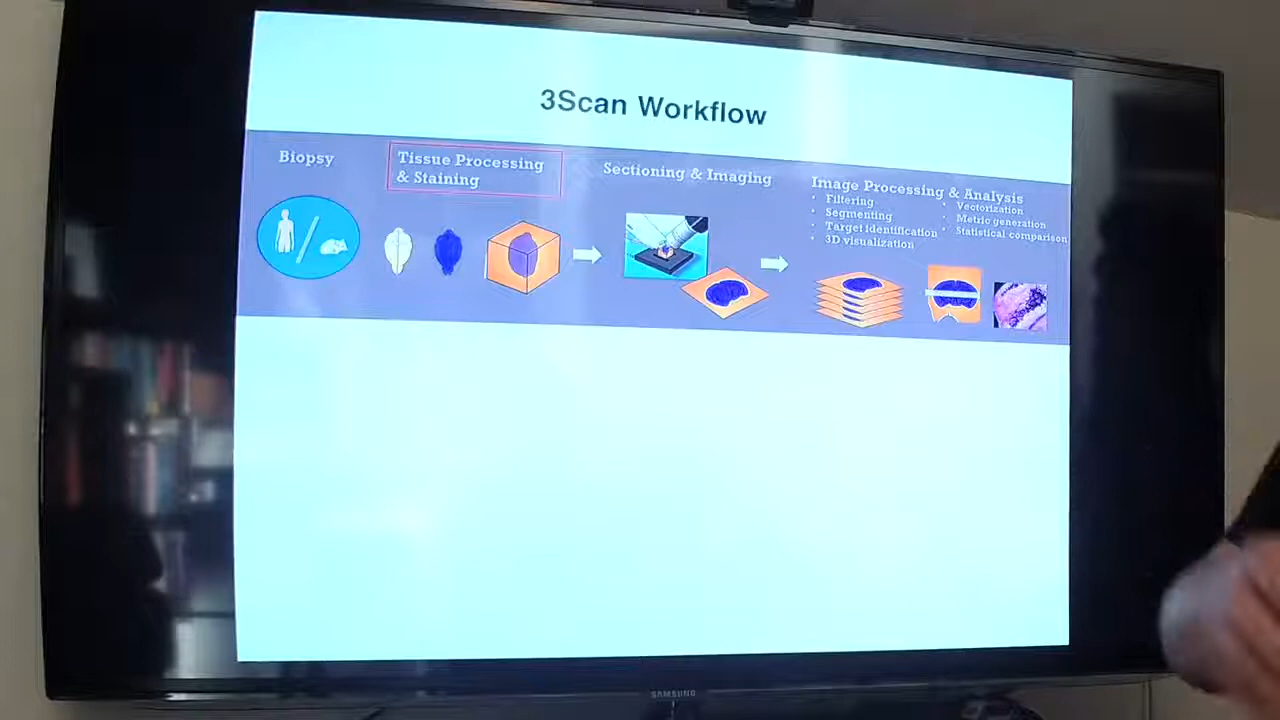 3Scan Workflow
Biopsy
Tissue Processing
& Staining
Sectioning & Imaging
Image Processing & Analysis
• Filtering
• Segmenting
• Target identification
• 3D visualization
• Vectorization
• Metric generation
• Statistical comparison
SAMSUNG